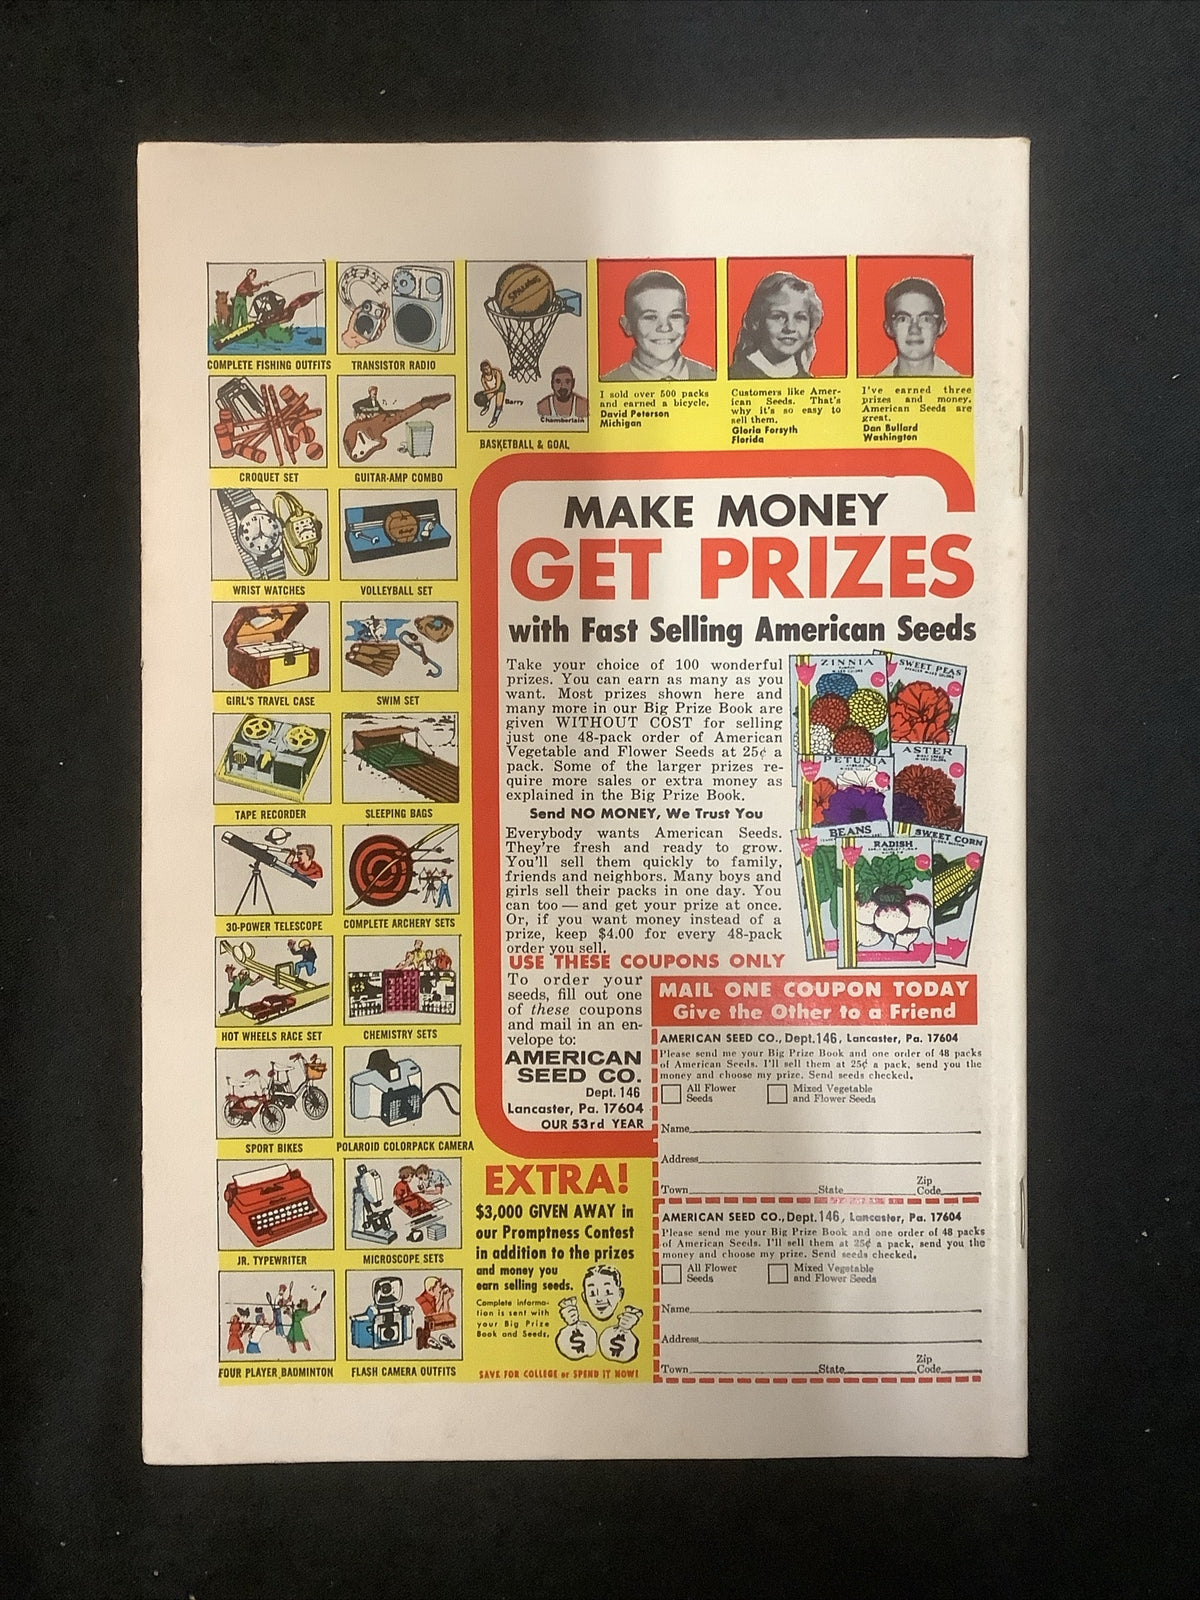 COMPLETE FISHING OUTFITS
TRANSISTOR RADIO
CROQUET SET
GUITAR-AMP COMBO
WRIST WATCHES
VOLLEYBALL SET
GIRL'S TRAVEL CASE
SWIM SET
TAPE RECORDER
SLEEPING BAGS
30-POWER TELESCOPE
COMPLETE ARCHERY SETS
HOT WHEELS RACE SET
CHEMISTRY SETS
SPORT BIKES
POLAROID COLORPACK CAMERA
JR. TYPEWRITER
MICROSCOPE SETS
FOUR PLAYER BADMINTON
FLASH CAMERA OUTFITS
SPALDING
Barry
Chamberlain
BASKETBALL & GOAL
I sold over 500 packs
and earned a bicycle.
David Peterson
Michigan
Customers like Amer-
ican Seeds. That's
why it's so easy to
sell them.
Gloria Forsyth
Florida
I've earned three
prizes and money.
American Seeds are
great.
Dan Bullard
Washington
MAKE MONEY
GET PRIZES
with Fast Selling American Seeds
Take your choice of 100 wonderful
prizes. You can earn as many as you
want. Most prizes shown here and
many more in our Big Prize Book are
given WITHOUT COST for selling
just one 48-pack order of American
Vegetable and Flower Seeds at 25¢ a
pack. Some of the larger prizes re-
quire more sales or extra money as
explained in the Big Prize Book.
Send NO MONEY, We Trust You
Everybody wants American Seeds.
They're fresh and ready to grow.
You'll sell them quickly to family,
friends and neighbors. Many boys and
girls sell their packs in one day. You
can too — and get your prize at once.
Or, if you want money instead of a
prize, keep $4.00 for every 48-pack
order you sell.
ZINNIA
SWEET PEAS
PETUNIA
ASTER
BEANS
RADISH
SWEET CORN
USE THESE COUPONS ONLY
To order your
seeds, fill out one
of these coupons
and mail in an en-
velope to:
AMERICAN
SEED CO.
Dept. 146
Lancaster, Pa. 17604
OUR 53rd YEAR
EXTRA!
$3,000 GIVEN AWAY in
our Promptness Contest
in addition to the prizes
and money you
earn selling seeds.
Complete informa-
tion is sent with
your Big Prize
Book and Seeds.
$ $
SAVE FOR COLLEGE or SPEND IT NOW!
MAIL ONE COUPON TODAY
Give the Other to a Friend
AMERICAN SEED CO., Dept. 146, Lancaster, Pa. 17604
Please send me your Big Prize Book and one order of 48 packs
of American Seeds. I'll sell them at 25¢ a pack, send you the
money and choose my prize. Send seeds checked.
All Flower Seeds
Mixed Vegetable and Flower Seeds
Name
Address
Town State Zip Code
AMERICAN SEED CO., Dept. 146, Lancaster, Pa. 17604
Please send me your Big Prize Book and one order of 48 packs
of American Seeds. I'll sell them at 25¢ a pack, send you the
money and choose my prize. Send seeds checked.
All Flower Seeds
Mixed Vegetable and Flower Seeds
Name
Address
Town State Zip Code